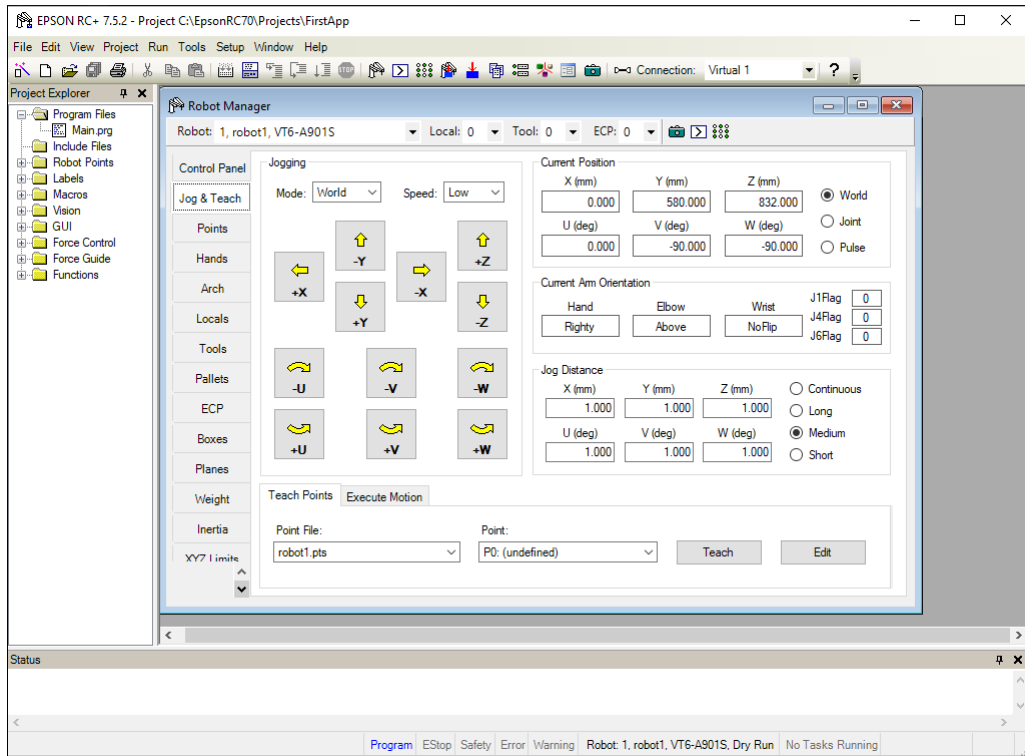 EPSON RC+ 7.5.2 - Project C:\EpsonRC70\Projects\FirstApp
File Edit View Project Run Tools Setup Window Help
Connection: Virtual 1
Project Explorer
Program Files
Main.prg
Include Files
Robot Points
Labels
Macros
Vision
GUI
Force Control
Force Guide
Functions
Robot Manager
Robot: 1, robot1, VT6-A901S Local: 0 Tool: 0 ECP: 0
Control Panel
Jog & Teach
Points
Hands
Arch
Locals
Tools
Pallets
ECP
Boxes
Planes
Weight
Inertia
XYZ Limits
Jogging
Mode: World Speed: Low
-Y +Z
+X -X
+Y -Z
-U -V -W
+U +V +W
Current Position
X (mm) Y (mm) Z (mm)
0.000 580.000 832.000
U (deg) V (deg) W (deg)
0.000 -90.000 -90.000
World
Joint
Pulse
Current Arm Orientation
Hand Elbow Wrist
Righty Above NoFlip
J1Flag 0
J4Flag 0
J6Flag 0
Jog Distance
X (mm) Y (mm) Z (mm)
1.000 1.000 1.000
U (deg) V (deg) W (deg)
1.000 1.000 1.000
Continuous
Long
Medium
Short
Teach Points Execute Motion
Point File: Point:
robot1.pts P0: (undefined) Teach Edit
Status
Program EStop Safety Error Warning Robot: 1, robot1, VT6-A901S, Dry Run No Tasks Running